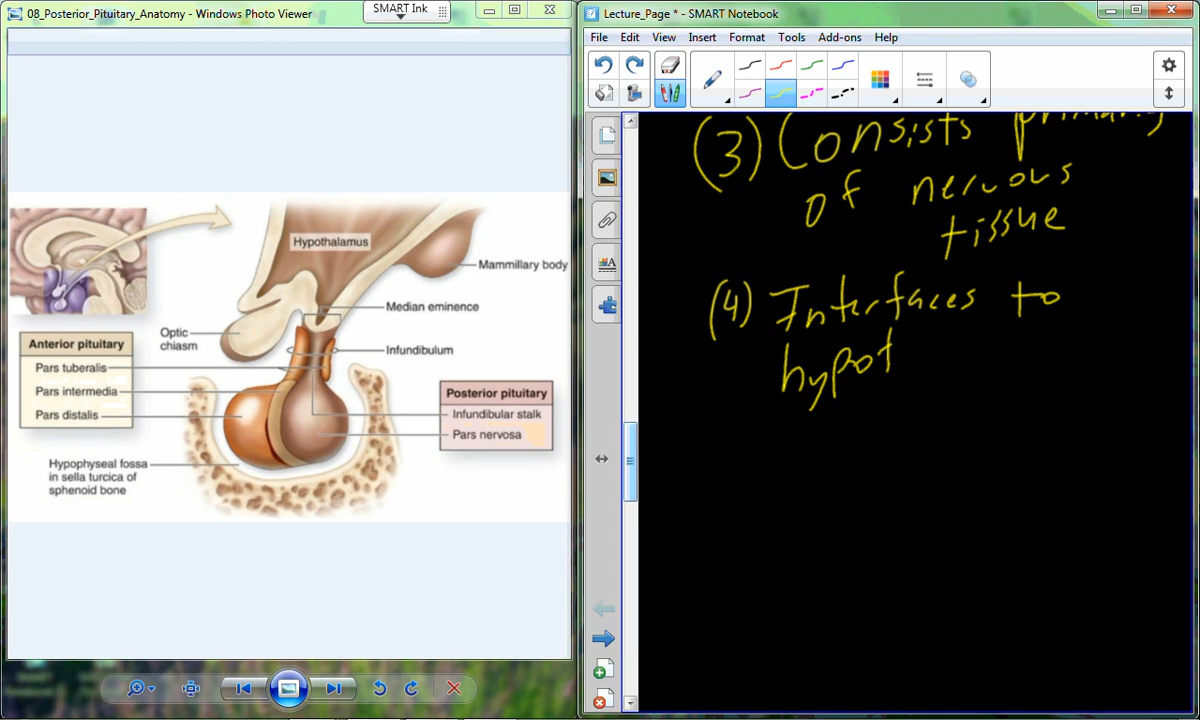 08_Posterior_Pituitary_Anatomy - Windows Photo Viewer
SMART Ink
Hypothalamus
Mammillary body
Median eminence
Optic
chiasm
Infundibulum
Anterior pituitary
Pars tuberalis
Pars intermedia
Pars distalis
Posterior pituitary
Infundibular stalk
Pars nervosa
Hypophyseal fossa
in sella turcica of
sphenoid bone
Lecture_Page * - SMART Notebook
File Edit View Insert Format Tools Add-ons Help
(3) Consists primarily
of nervous
tissue
(4) Interfaces to
hypot